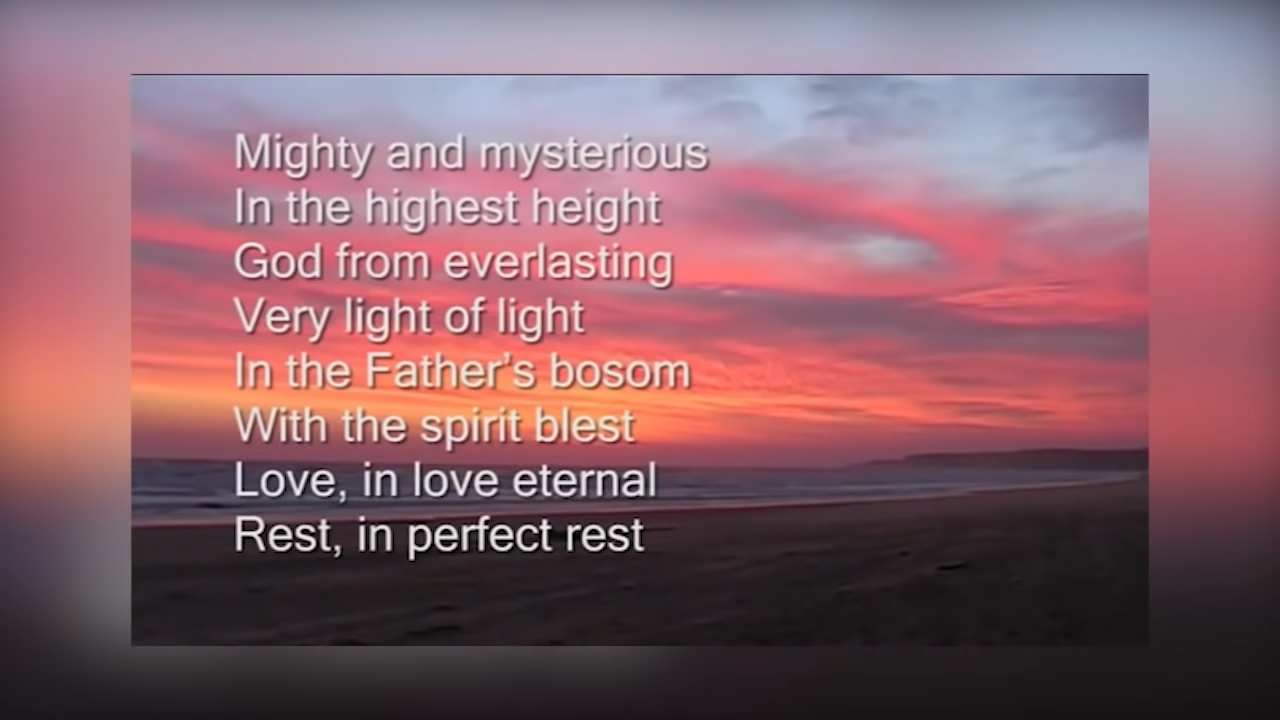 Mighty and mysterious
In the highest height
God from everlasting
Very light of light
In the Father’s bosom
With the spirit blest
Love, in love eternal
Rest, in perfect rest